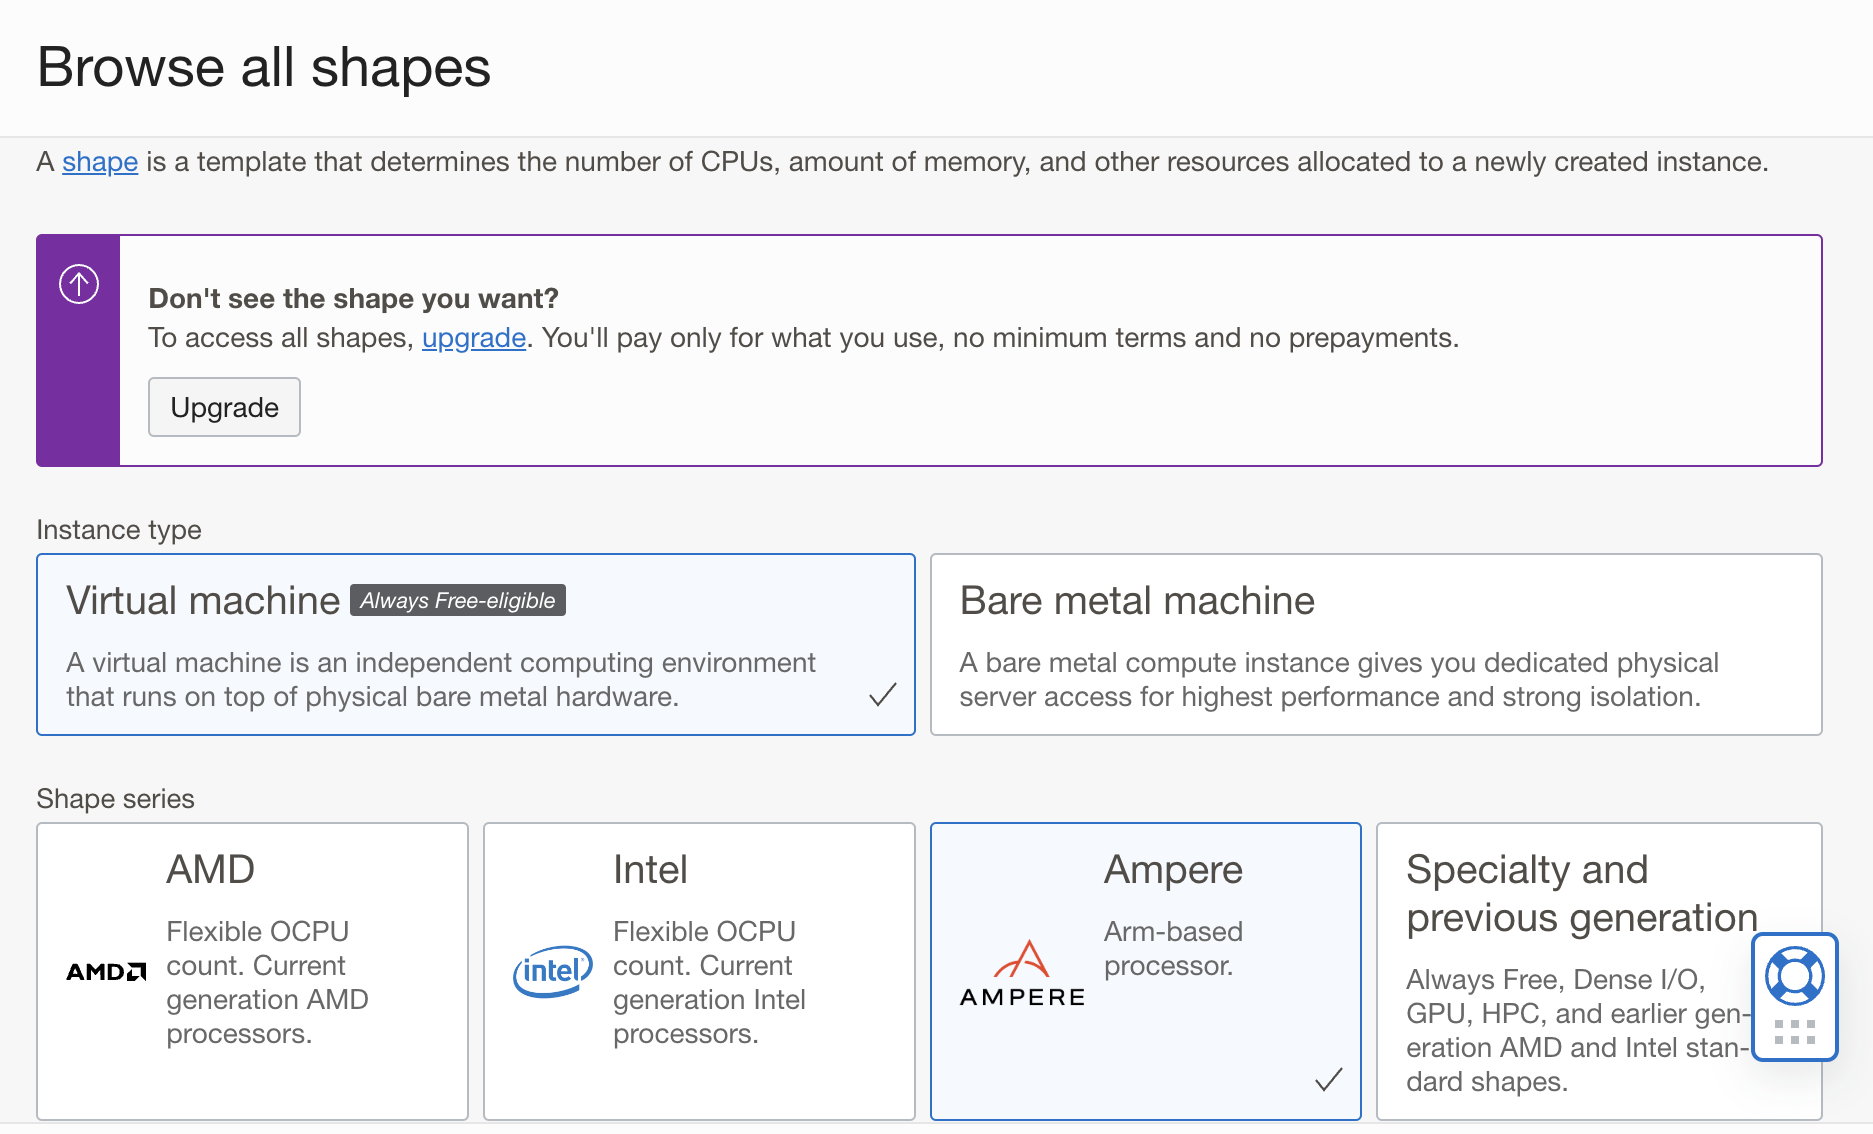 Browse all shapes
A shape is a template that determines the number of CPUs, amount of memory, and other resources allocated to a newly created instance.
Don't see the shape you want?
To access all shapes, upgrade. You'll pay only for what you use, no minimum terms and no prepayments.
Upgrade
Instance type
Virtual machine Always Free-eligible
A virtual machine is an independent computing environment
that runs on top of physical bare metal hardware.
Bare metal machine
A bare metal compute instance gives you dedicated physical
server access for highest performance and strong isolation.
Shape series
AMD
AMD
Flexible OCPU
count. Current
generation AMD
processors.
Intel
intel
Flexible OCPU
count. Current
generation Intel
processors.
Ampere
AMPERE
Arm-based
processor.
Specialty and
previous generation
Always Free, Dense I/O,
GPU, HPC, and earlier gen-
eration AMD and Intel stan-
dard shapes.